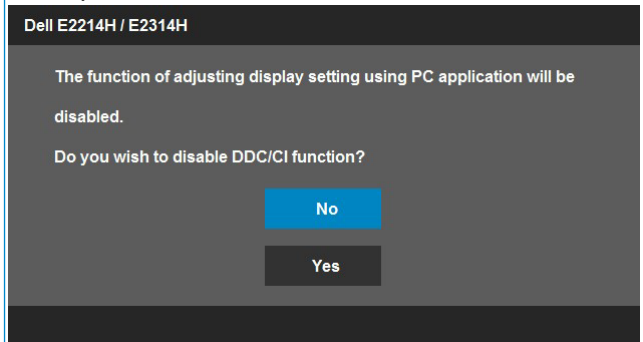 Dell E2214H / E2314H
The function of adjusting display setting using PC application will be
disabled.
Do you wish to disable DDC/CI function?
No
Yes